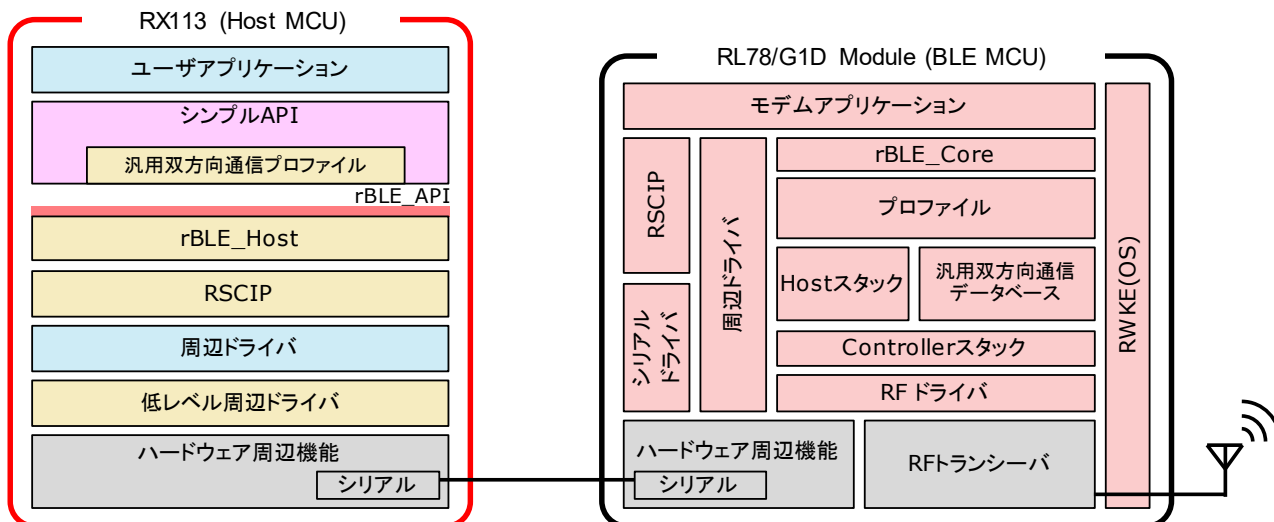 RX113 (Host MCU)
ユーザアプリケーション
シンプルAPI
汎用双方向通信プロファイル
rBLE_API
rBLE_Host
RSCIP
周辺ドライバ
低レベル周辺ドライバ
ハードウェア周辺機能
シリアル
RL78/G1D Module (BLE MCU)
モデムアプリケーション
RSCIP
シリアル
ドライバ
周辺ドライバ
rBLE_Core
プロファイル
Hostスタック
汎用双方向通信
データベース
Controllerスタック
RF ドライバ
RWKE(OS)
ハードウェア周辺機能
シリアル
RFトランシーバ